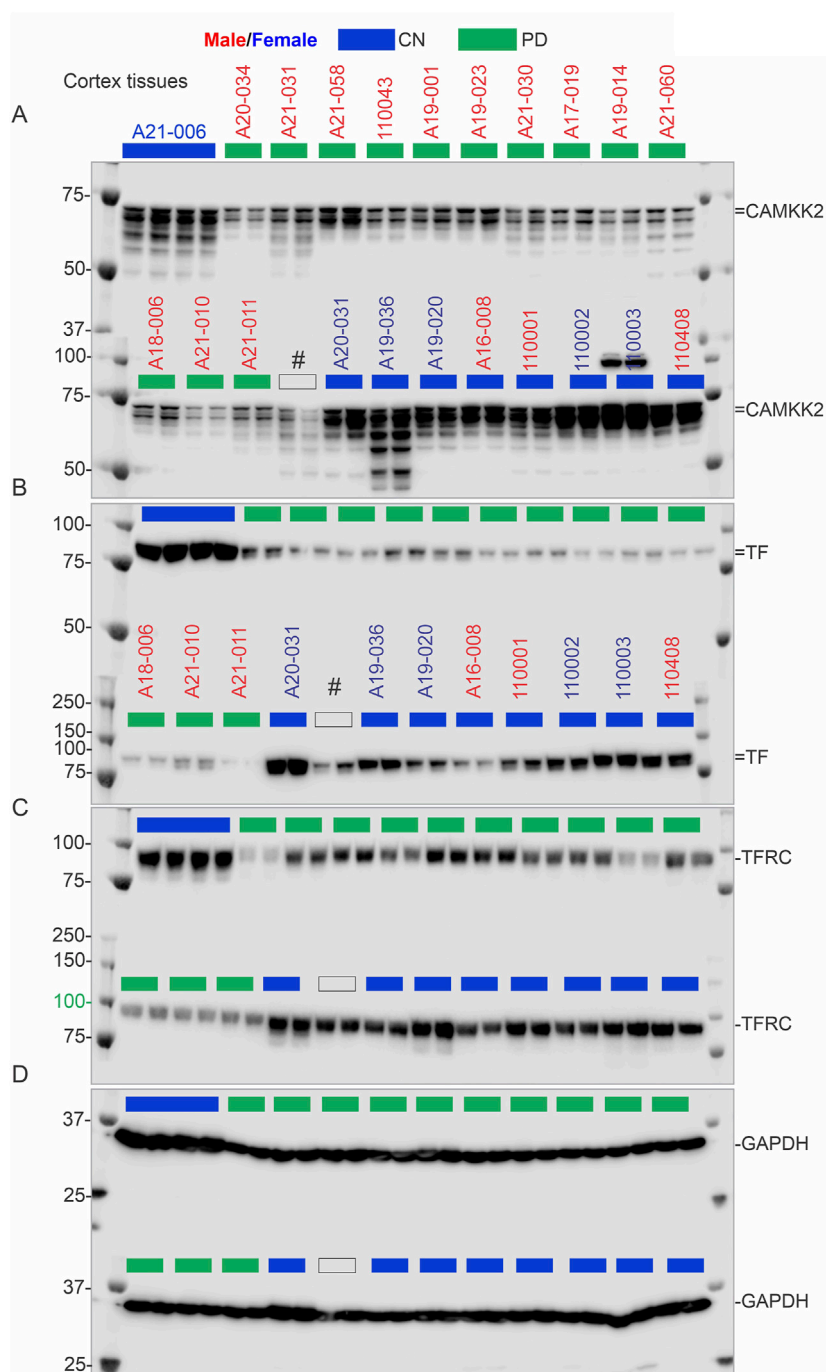 Male/Female CN PD
Cortex tissues
A20-034 A21-031 A21-058 110043 A19-001 A19-023 A21-030 A17-019 A19-014 A21-060
A
A21-006
75-
=CAMKK2
50-
A18-006 A21-010 A21-011 # A20-031 A19-036 A19-020 A16-008 110001 110002 110003 110408
37-
100-
75-
=CAMKK2
50-
B
100-
=TF
75-
50-
A18-006 A21-010 A21-011 A20-031 # A19-036 A19-020 A16-008 110001 110002 110003 110408
250-
150-
100-
=TF
75-
C
100-
-TFRC
75-
250-
150-
100-
-TFRC
75-
D
37-
-GAPDH
25-
37-
-GAPDH
25-